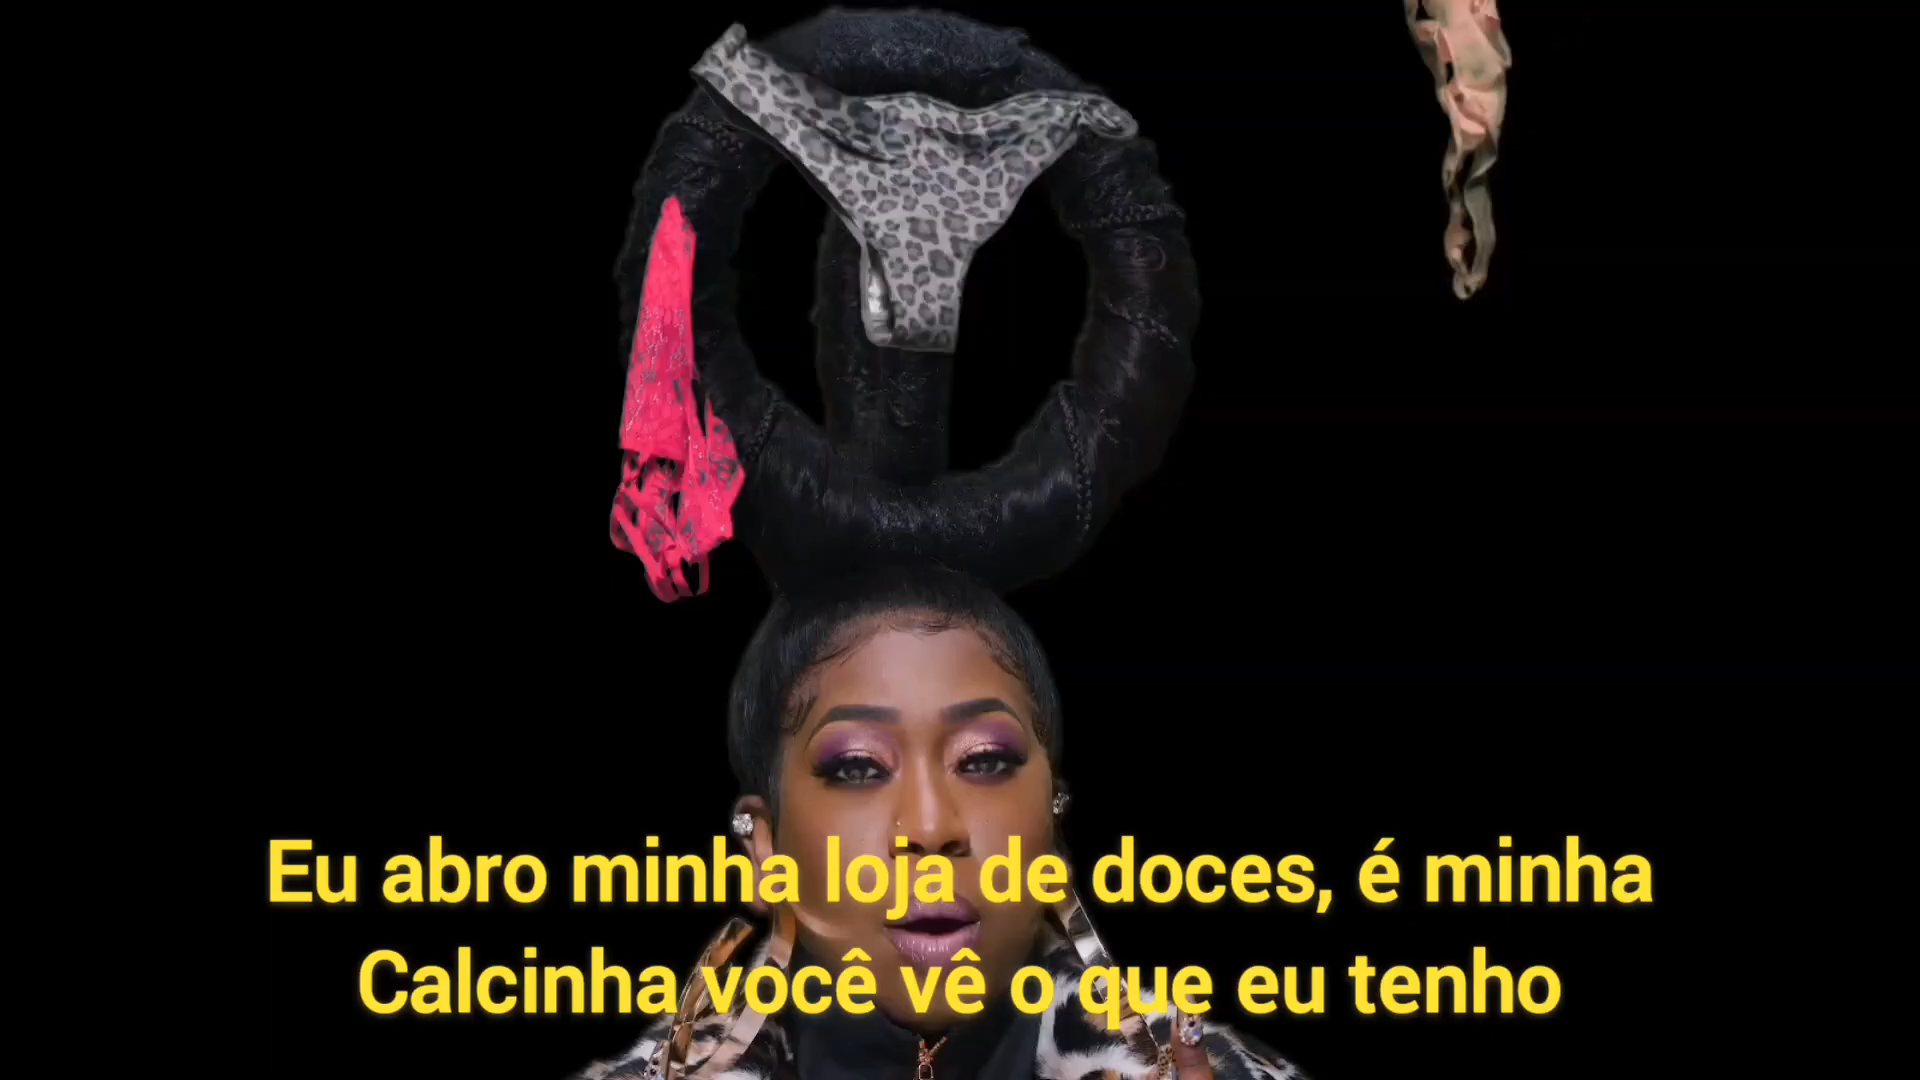 Eu abro minha loja de doces, é minha
Calcinha você vê o que eu tenho